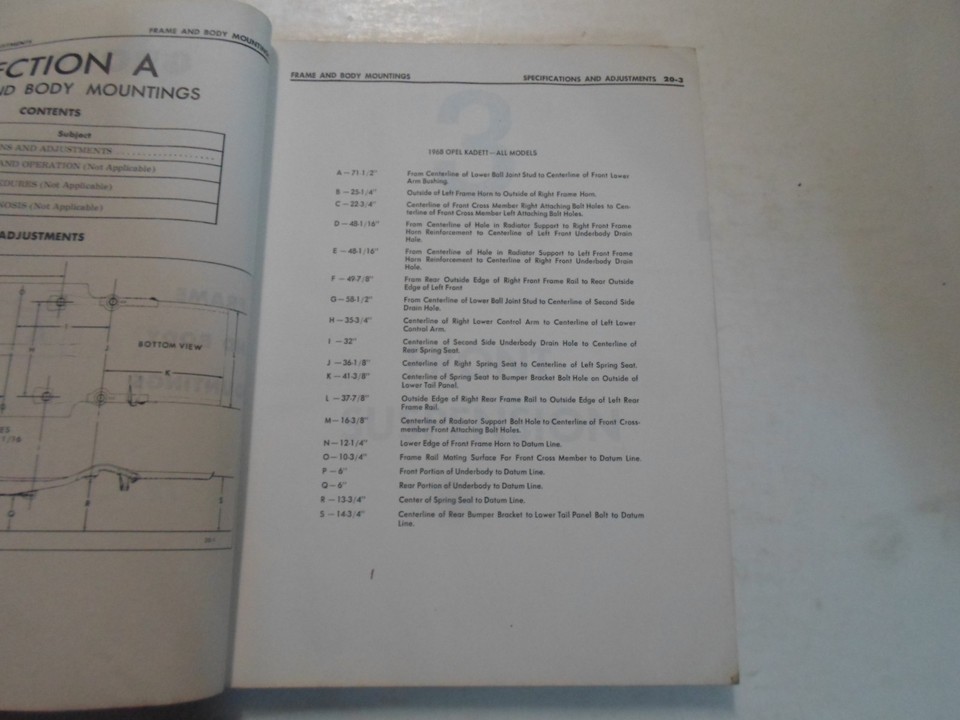 FRAME AND BODY MOUNTING
SECTION A
AND BODY MOUNTINGS
CONTENTS
Subject
AND ADJUSTMENTS
AND OPERATION (Not Applicable)
(Not Applicable)
(Not Applicable)
ADJUSTMENTS
BOTTOM VIEW
K
FRAME AND BODY MOUNTINGS
SPECIFICATIONS AND ADJUSTMENTS 20-3
1968 OPEL KADETT—ALL MODELS
A — 71-1/2" From Centerline of Lower Ball Joint Stud to Centerline of Front Lower
Arm Bushing.
B — 25-1/4" Outside of Left Frame Horn to Outside of Right Frame Horn.
C — 22-3/4" Centerline of Front Cross Member Right Attaching Bolt Holes to Cen-
terline of Front Cross Member Left Attaching Bolt Holes.
D — 48-1/16" From Centerline of Hole in Radiator Support to Right Front Frame
Horn Reinforcement to Centerline of Left Front Underbody Drain
Hole.
E — 48-1/16" From Centerline of Hole in Radiator Support to Left Front Frame
Horn Reinforcement to Centerline of Right Front Underbody Drain
Hole.
F — 49-7/8" From Rear Outside Edge of Right Front Frame Rail to Rear Outside
Edge of Left Front
G — 58-1/2" From Centerline of Lower Ball Joint Stud to Centerline of Second Side
Drain Hole.
H — 35-3/4" Centerline of Right Lower Control Arm to Centerline of Left Lower
Control Arm.
I — 32" Centerline of Second Side Underbody Drain Hole to Centerline of
Rear Spring Seat.
J — 36-1/8" Centerline of Right Spring Seat to Centerline of Left Spring Seat.
K — 41-3/8" Centerline of Spring Seat to Bumper Bracket Bolt Hole on Outside of
Lower Tail Panel.
L — 37-7/8" Outside Edge of Right Rear Frame Rail to Outside Edge of Left Rear
Frame Rail.
M — 16-3/8" Centerline of Radiator Support Bolt Hole to Centerline of Front Cross-
member Front Attaching Bolt Holes.
N — 12-1/4" Lower Edge of Front Frame Horn to Datum Line.
O — 10-3/4" Frame Rail Mating Surface For Front Cross Member to Datum Line.
P — 6" Front Portion of Underbody to Datum Line.
Q — 6" Rear Portion of Underbody to Datum Line.
R — 13-3/4" Center of Spring Seal to Datum Line.
S — 14-3/4" Centerline of Rear Bumper Bracket to Lower Tail Panel Bolt to Datum
Line.